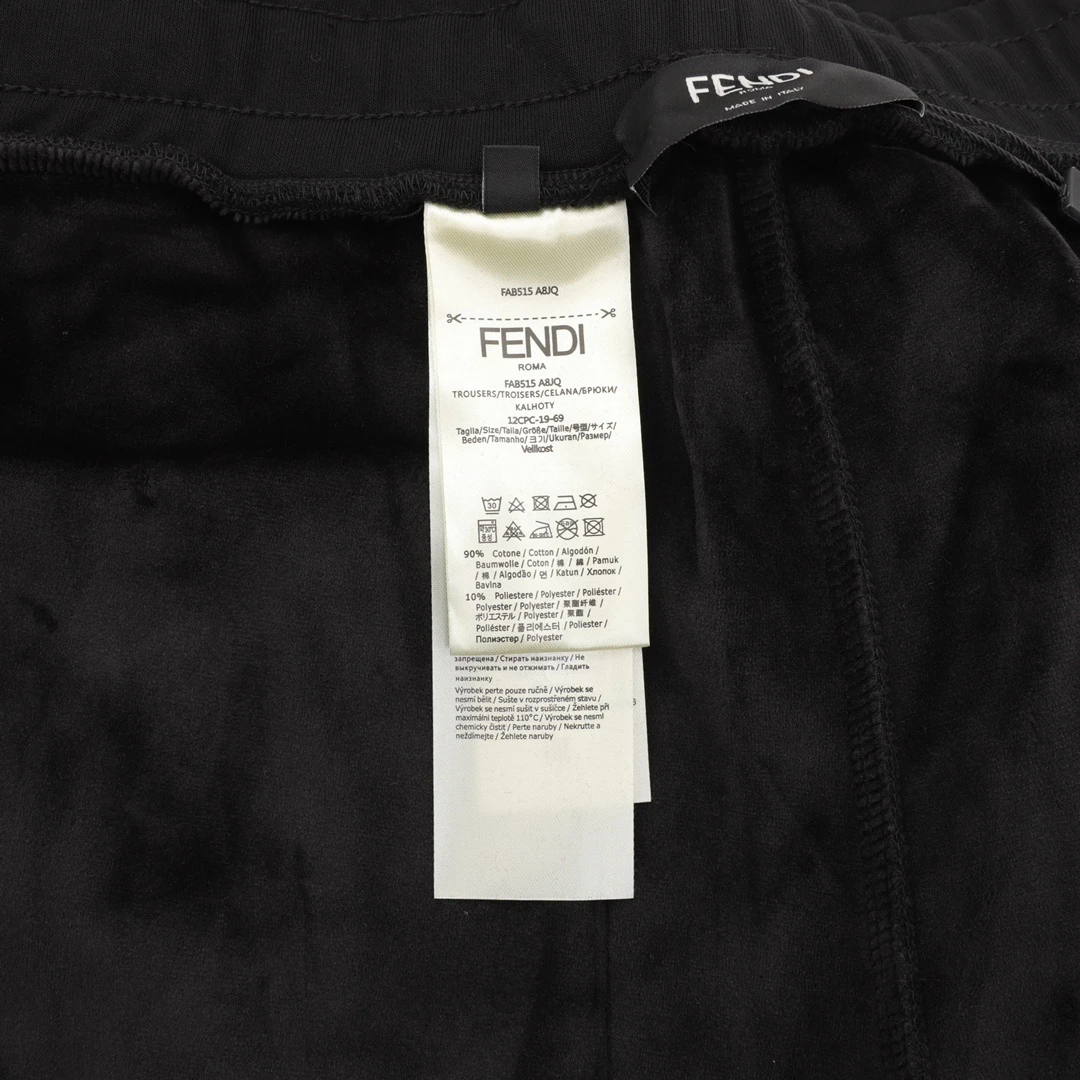 FENDI
ROMA
MADE IN ITALY
FAB515 A8JQ
FENDI
ROMA
FAB515 A8JQ
TROUSERS/TROISERS/CELANA/БРЮКИ/
KALHOTY
12CPC-19-69
Taglia/Size/Talla/Größe/Taille/号型/サイズ/
Beden/Tamanho/크기/Ukuran/Размер/
Velikost
30
90% Cotone / Cotton / Algodón /
Baumwolle / Coton / 棉 / 綿 / Pamuk
/ 棉 / Algodão / 면 / Katun / Хлопок /
Bavlna
10% Poliestere / Polyester / Poliéster /
Polyester / Polyester / 聚酯纤维 /
ポリエステル / Polyester / 聚酯 /
Poliéster / 폴리에스터 / Poliester /
Полиэстер / Polyester
запрещена / Стирать наизнанку / Не
выкручивать и не отжимать / Гладить
наизнанку
Výrobek perte pouze ručně / Výrobek se
nesmí bělit / Sušte v rozprostřeném stavu /
Výrobek se nesmí sušit v sušičce / Žehlete při
maximální teplotě 110°C / Výrobek se nesmí
chemicky čistit / Perte naruby / Nekrutte a
neždímejte / Žehlete naruby